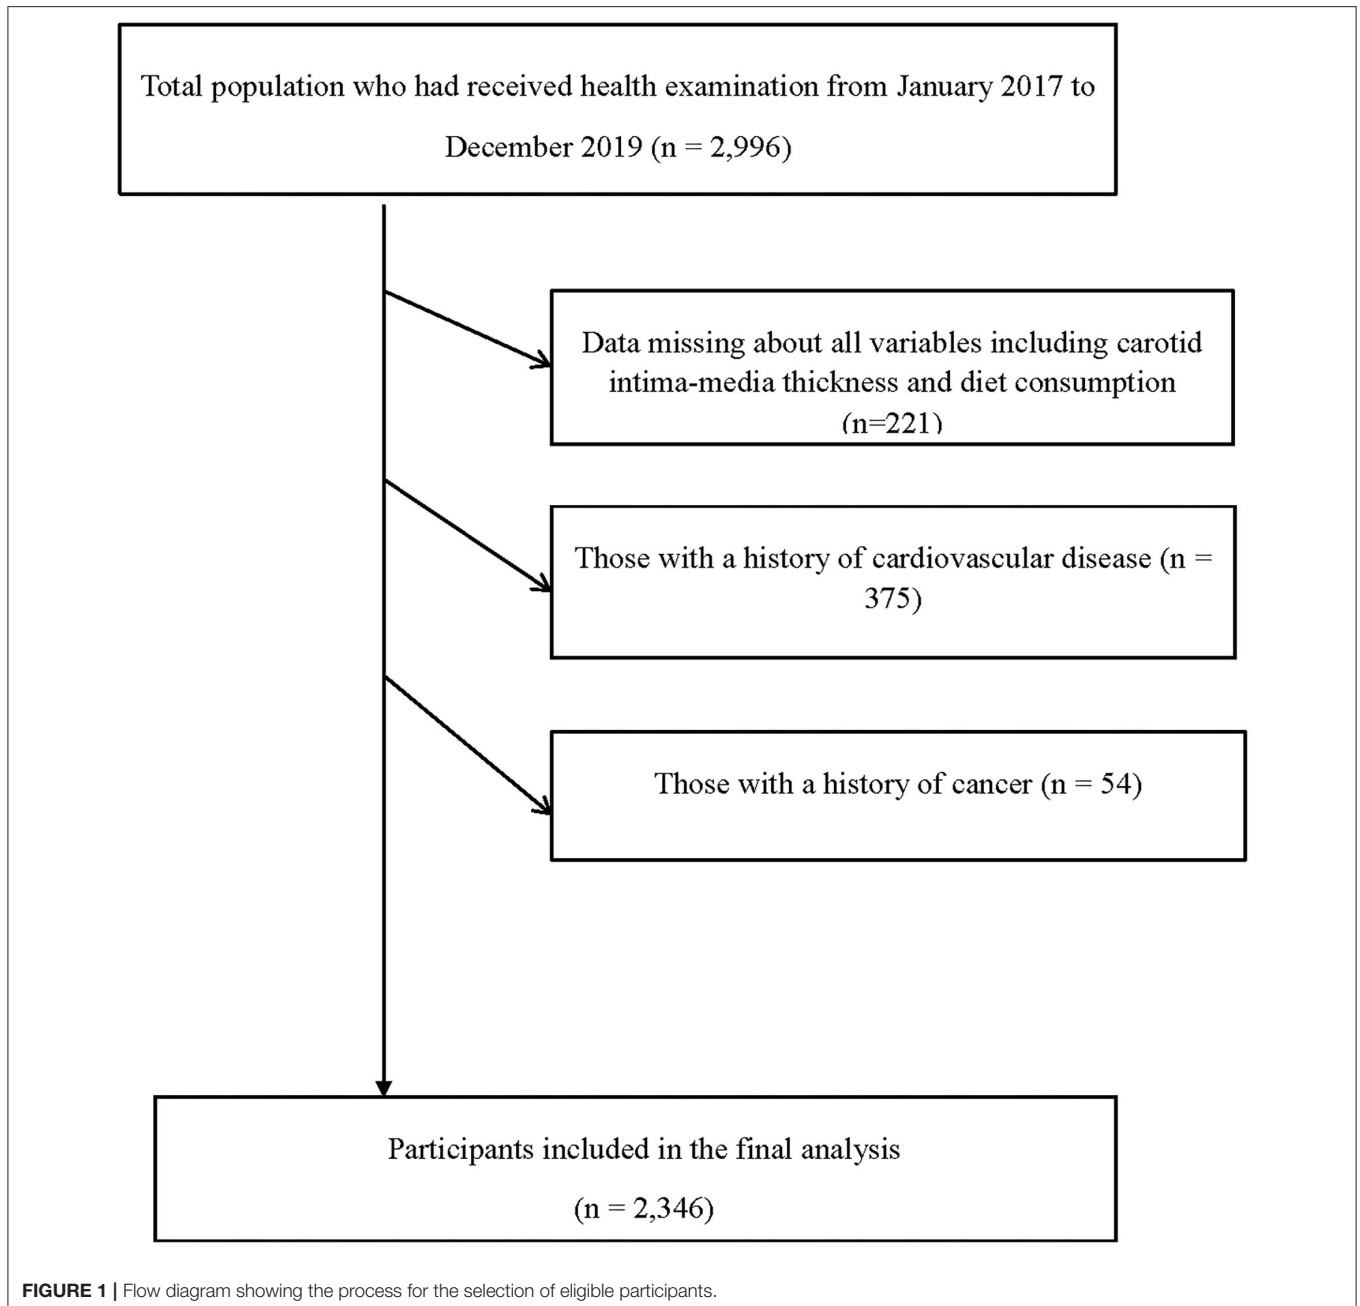 Total population who had received health examination from January 2017 to
December 2019 (n = 2,996)
Data missing about all variables including carotid
intima-media thickness and diet consumption
(n=221)
Those with a history of cardiovascular disease (n =
375)
Those with a history of cancer (n = 54)
Participants included in the final analysis
(n = 2,346)
FIGURE 1 | Flow diagram showing the process for the selection of eligible participants.